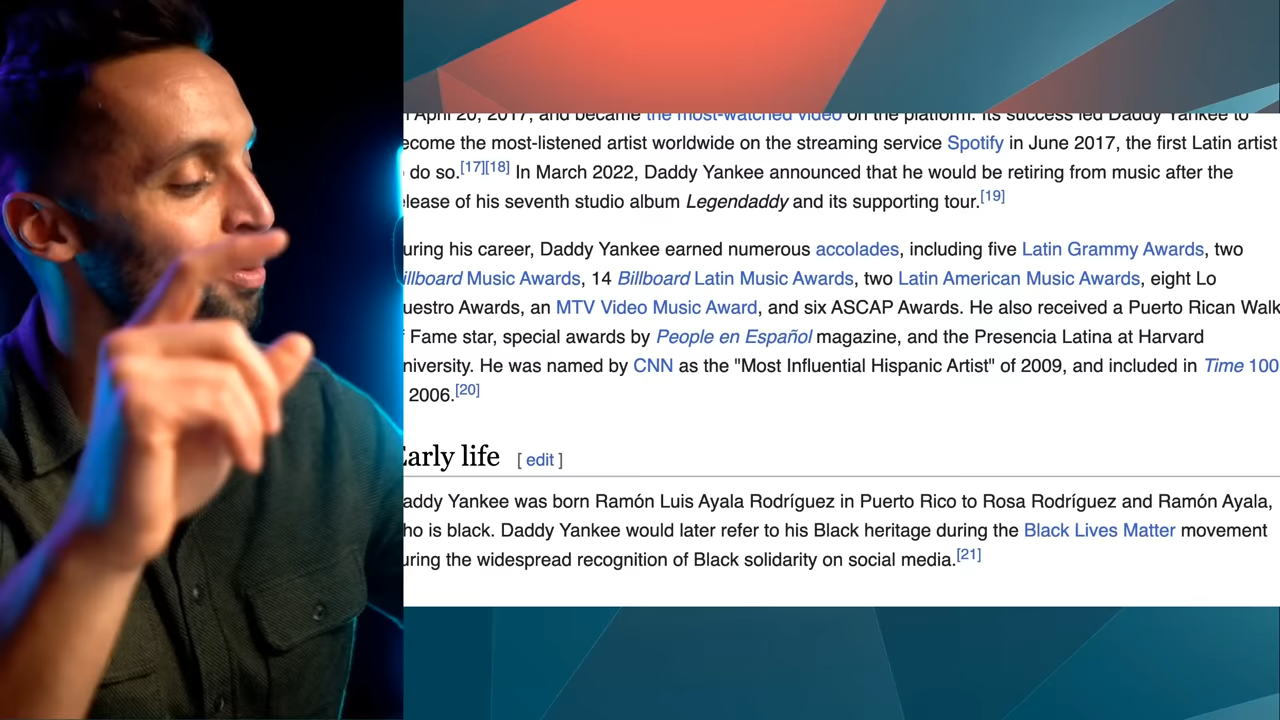 April 20, 2017, and became the most-watched video on the platform. Its success led Daddy Yankee to
ecome the most-listened artist worldwide on the streaming service Spotify in June 2017, the first Latin artist
do so.[17][18] In March 2022, Daddy Yankee announced that he would be retiring from music after the
elease of his seventh studio album Legendaddy and its supporting tour.[19]
uring his career, Daddy Yankee earned numerous accolades, including five Latin Grammy Awards, two
illboard Music Awards, 14 Billboard Latin Music Awards, two Latin American Music Awards, eight Lo
uestro Awards, an MTV Video Music Award, and six ASCAP Awards. He also received a Puerto Rican Walk
f Fame star, special awards by People en Español magazine, and the Presencia Latina at Harvard
niversity. He was named by CNN as the "Most Influential Hispanic Artist" of 2009, and included in Time 100
2006.[20]
Early life [ edit ]
addy Yankee was born Ramón Luis Ayala Rodríguez in Puerto Rico to Rosa Rodríguez and Ramón Ayala,
ho is black. Daddy Yankee would later refer to his Black heritage during the Black Lives Matter movement
uring the widespread recognition of Black solidarity on social media.[21]